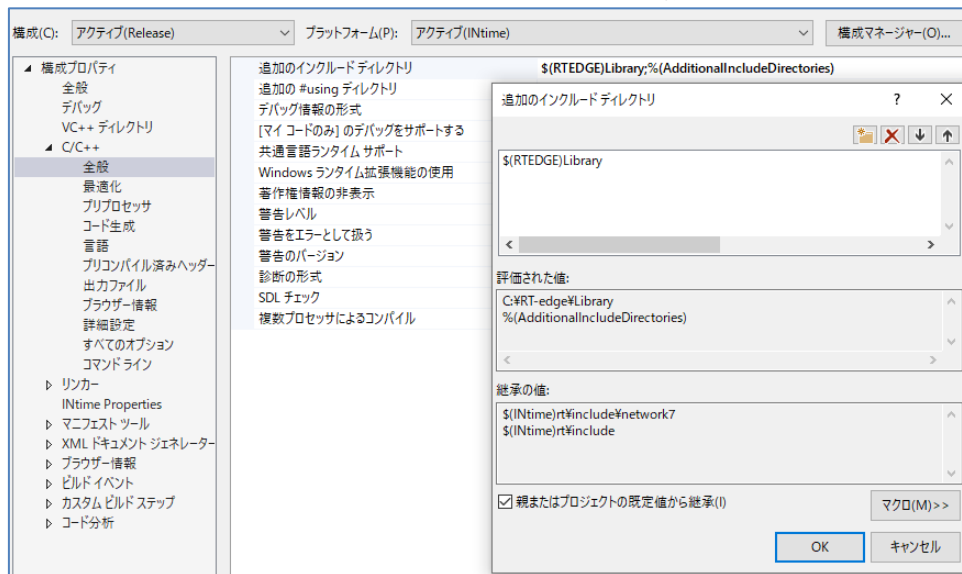 構成(C): アクティブ(Release) プラットフォーム(P): アクティブ(INtime) 構成マネージャー(O)...
構成プロパティ
全般
デバッグ
VC++ ディレクトリ
C/C++
全般
最適化
プリプロセッサ
コード生成
言語
プリコンパイル済みヘッダー
出力ファイル
ブラウザー情報
詳細設定
すべてのオプション
コマンド ライン
リンカー
INtime Properties
マニフェスト ツール
XML ドキュメント ジェネレーター
ブラウザー情報
ビルド イベント
カスタム ビルド ステップ
コード分析
追加のインクルード ディレクトリ $(RTEDGE)Library;%(AdditionalIncludeDirectories)
追加の #using ディレクトリ
デバッグ情報の形式
[マイ コードのみ] のデバッグをサポートする
共通言語ランタイム サポート
Windows ランタイム拡張機能の使用
著作権情報の非表示
警告レベル
警告をエラーとして扱う
警告のバージョン
診断の形式
SDL チェック
複数プロセッサによるコンパイル
追加のインクルード ディレクトリ ?
$(RTEDGE)Library
評価された値:
C:¥RT-edge¥Library
%(AdditionalIncludeDirectories)
継承の値:
$(INtime)rt¥include¥network7
$(INtime)rt¥include
親またはプロジェクトの既定値から継承(I)
マクロ(M)>>
OK キャンセル